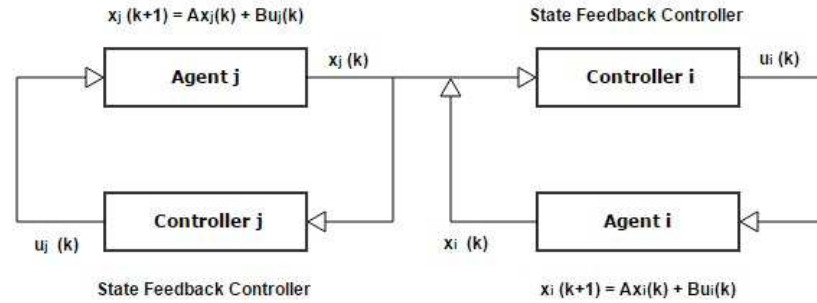 xj (k+1) = Axj(k) + Buj(k)
State Feedback Controller
Agent j
xj (k)
Controller i
ui (k)
Controller j
Agent i
uj (k)
xi (k)
State Feedback Controller
xi (k+1) = Axi(k) + Bui(k)